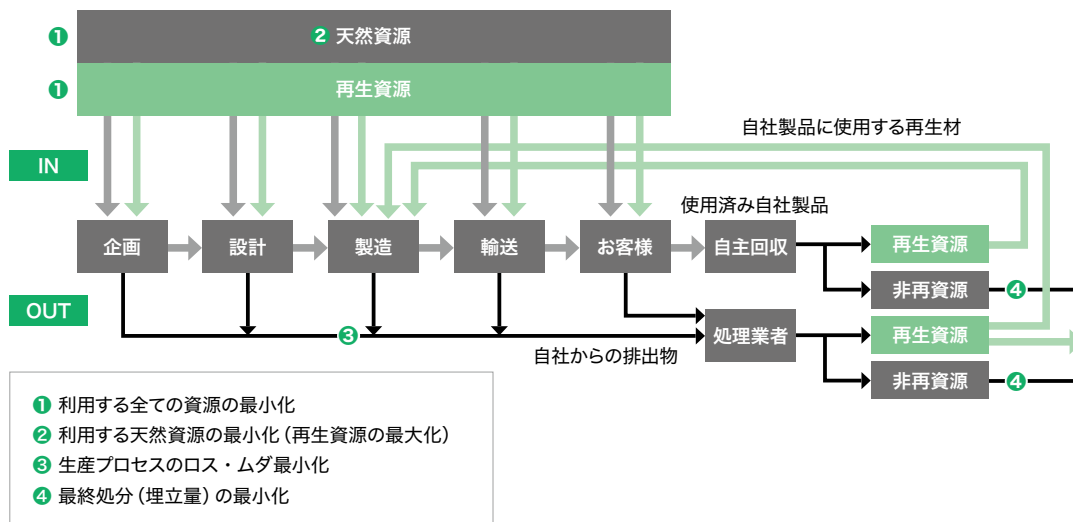 ❶
❷ 天然資源
❶
再生資源
自社製品に使用する再生材
IN
使用済み自社製品
企画
設計
製造
輸送
お客様
自主回収
再生資源
非再資源
❹
OUT
❸
自社からの排出物
処理業者
再生資源
非再資源
❹
❶ 利用する全ての資源の最小化
❷ 利用する天然資源の最小化(再生資源の最大化)
❸ 生産プロセスのロス・ムダ最小化
❹ 最終処分(埋立量)の最小化